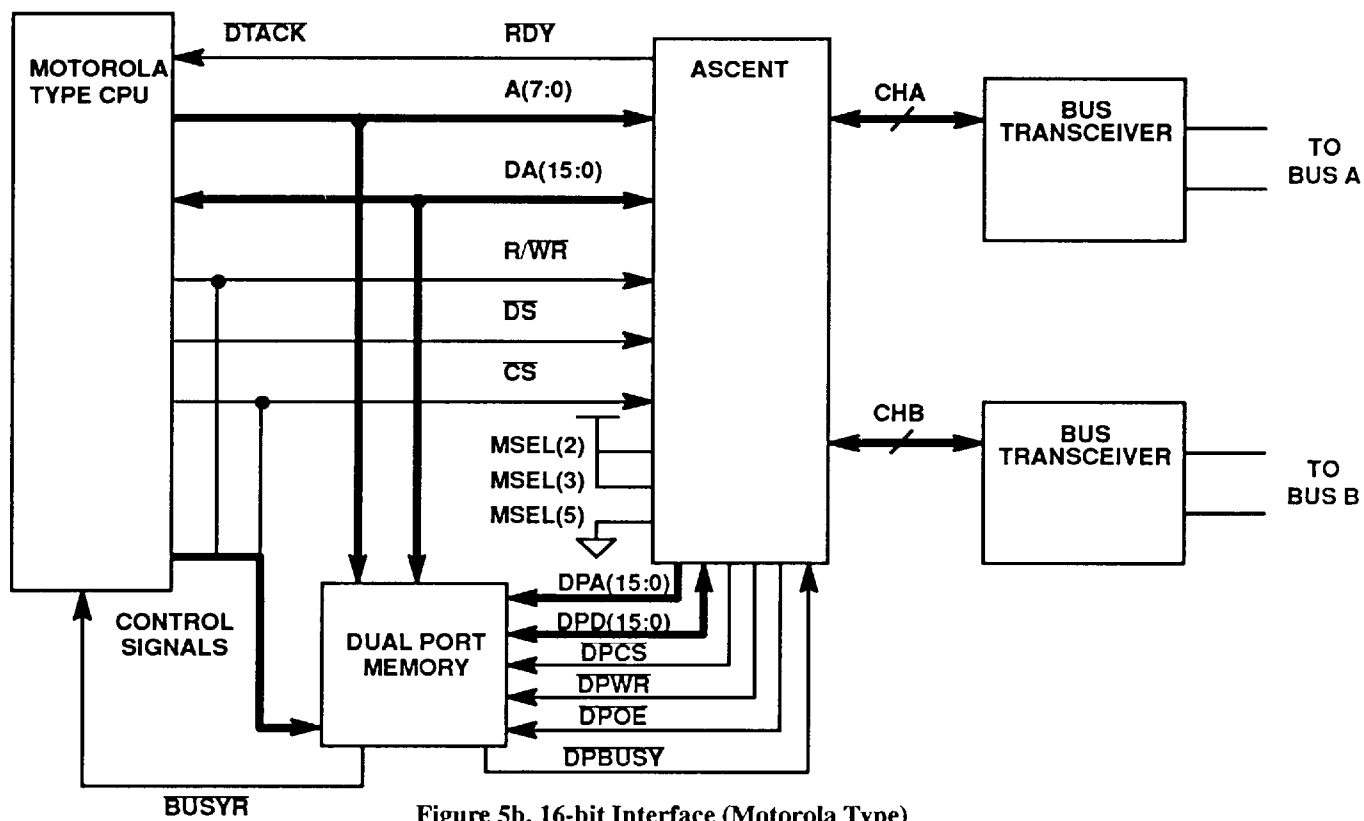 DTACK
RDY
MOTOROLA
TYPE CPU
ASCENT
A(7:0)
CHA
BUS
TRANSCEIVER
TO
BUS A
DA(15:0)
R/WR
DS
CS
MSEL(2)
MSEL(3)
MSEL(5)
CHB
BUS
TRANSCEIVER
TO
BUS B
CONTROL
SIGNALS
DUAL PORT
MEMORY
DPA(15:0)
DPD(15:0)
DPCS
DPWR
DPOE
DPBUSY
BUSYR
Figure 5b. 16-bit Interface (Motorola Type)